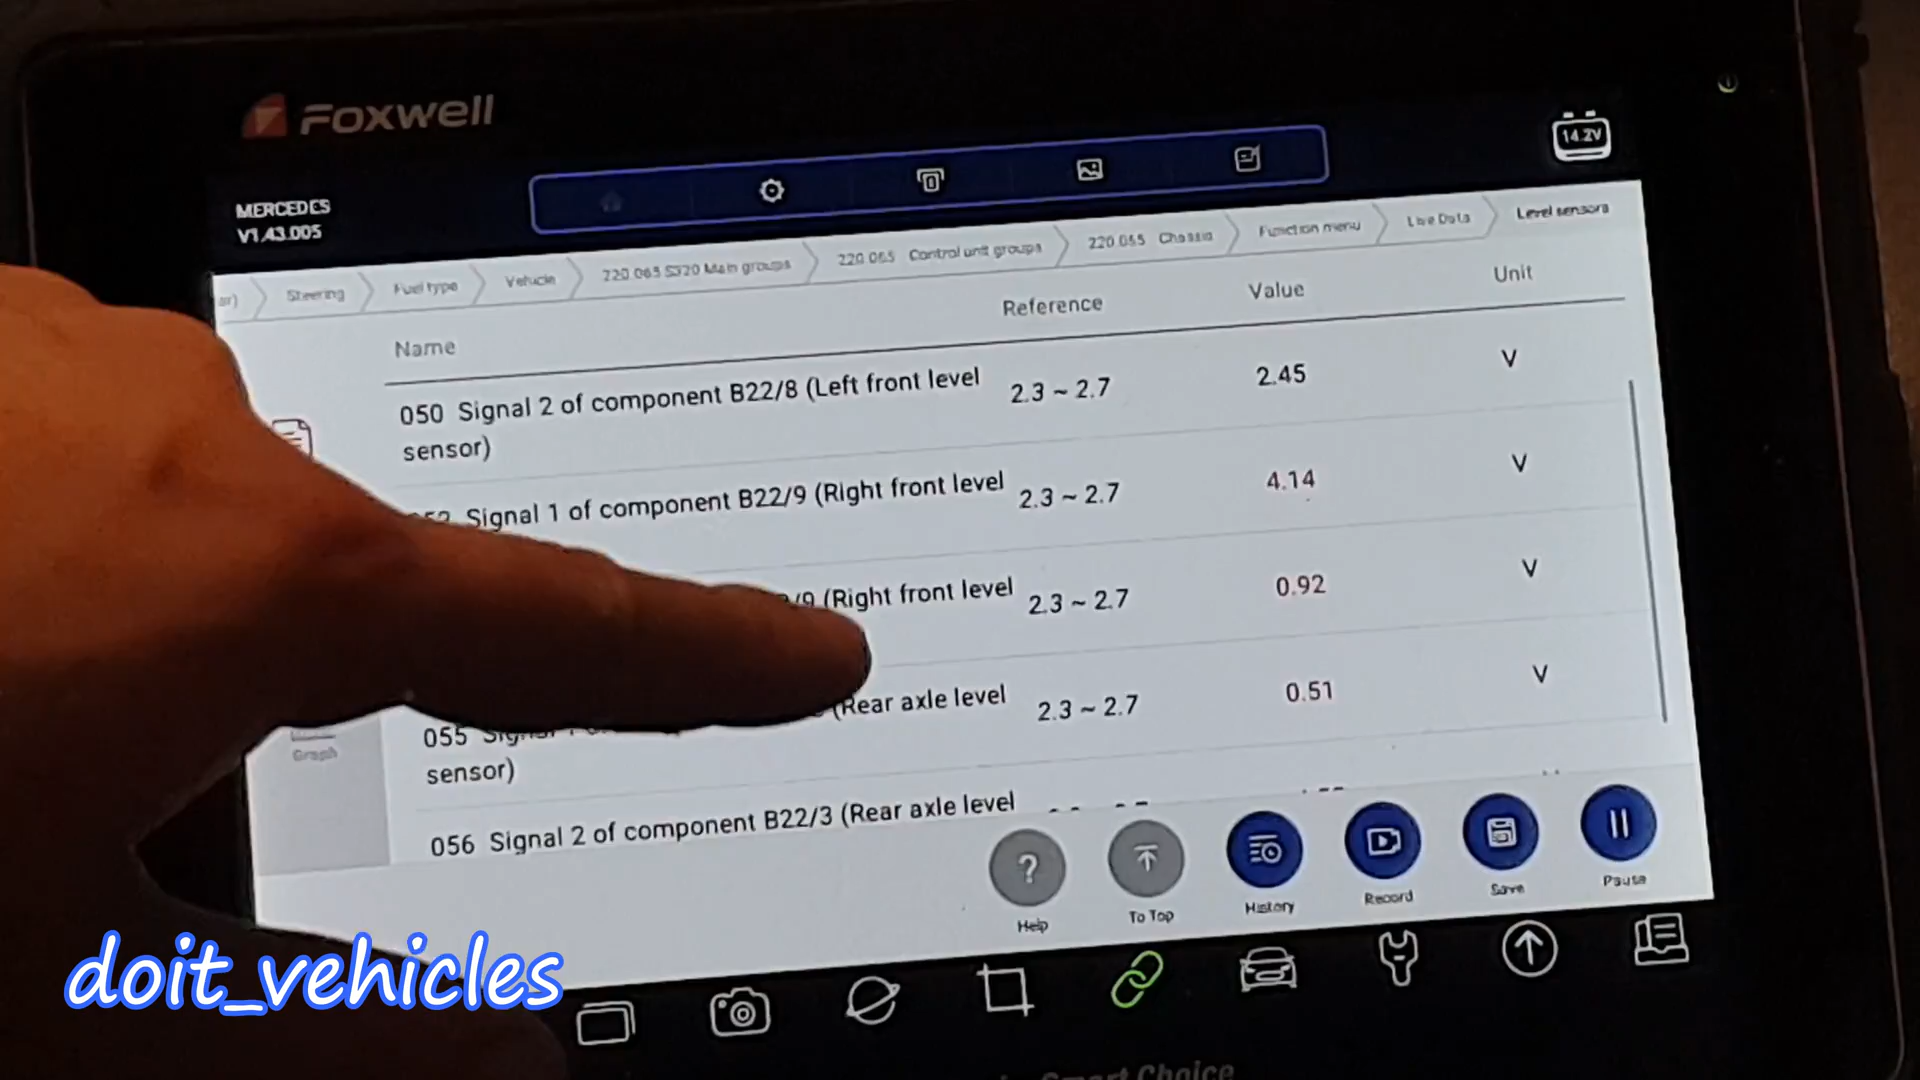 FOXWELL
14.2V
MERCEDES
V1.43.005
Steering
Fuel type
Vehicle
220.065 S320 Main groups
220.065 Control unit groups
220.065 Chassis
Function menu
Live Data
Level sensors
Name Reference Value Unit
050 Signal 2 of component B22/8 (Left front level 2.3 ~ 2.7 2.45 V
sensor)
Signal 1 of component B22/9 (Right front level 2.3 ~ 2.7 4.14 V
(Right front level 2.3 ~ 2.7 0.92 V
055 (Rear axle level 2.3 ~ 2.7 0.51 V
sensor)
Graph
056 Signal 2 of component B22/3 (Rear axle level
Help
To Top
History
Record
Save
Pause
doit_vehicles
Smart Choice